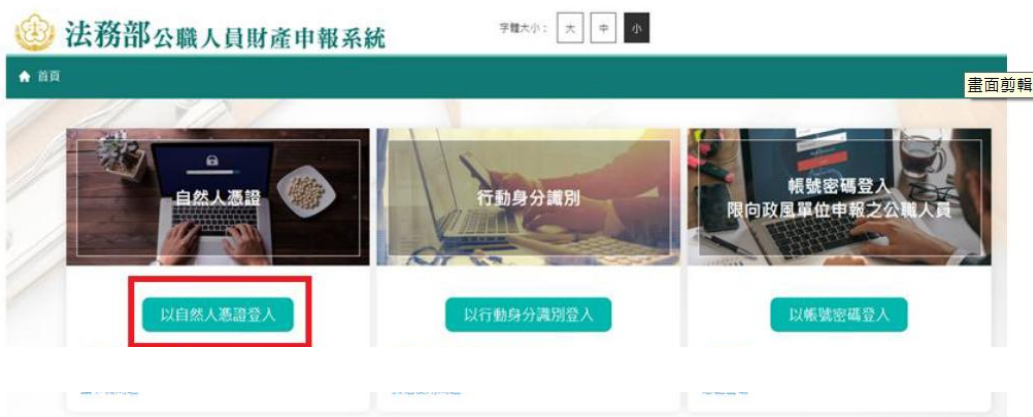 法務部公職人員財產申報系統
字體大小： 大 中 小
首頁
畫面剪輯
自然人憑證
行動身分識別
帳號密碼登入
限向政風單位申報之公職人員
以自然人憑證登入
以行動身分識別登入
以帳號密碼登入